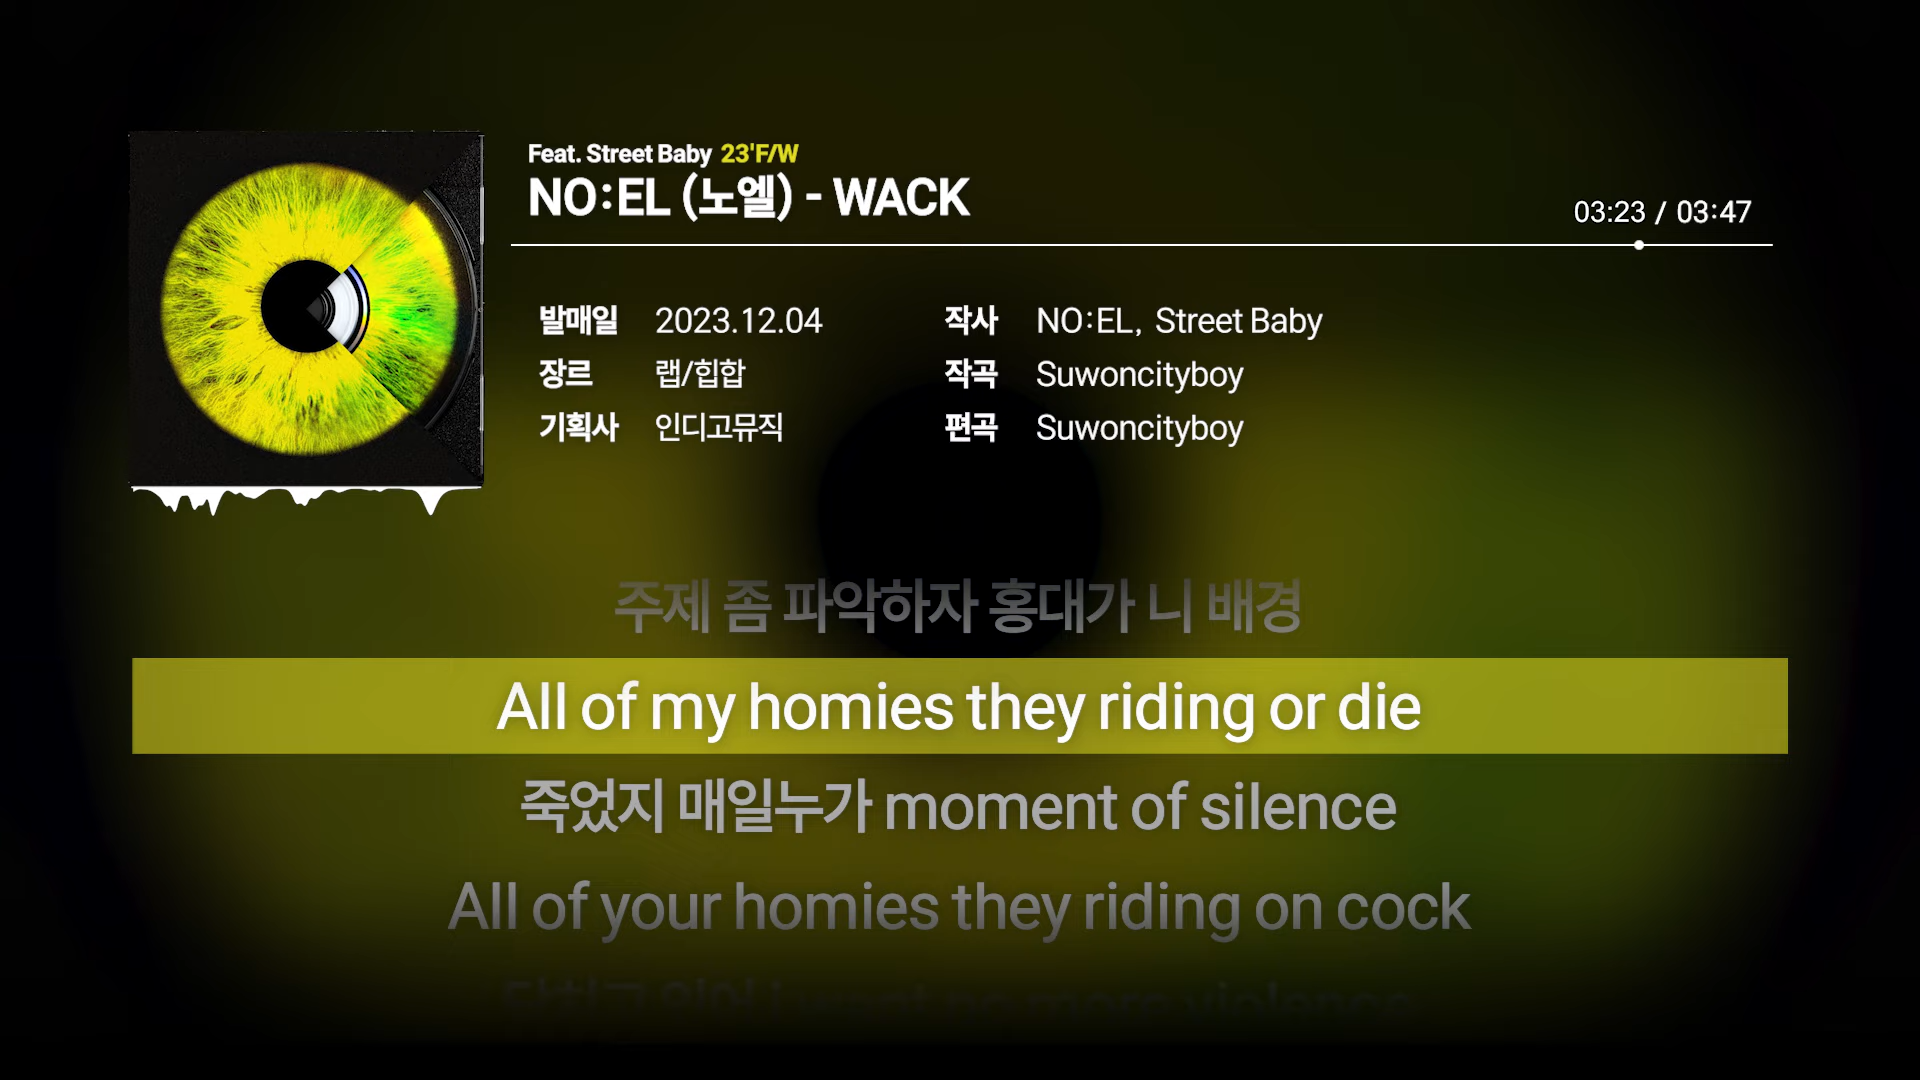 Feat. Street Baby 23'F/W
NO:EL (노엘) - WACK
03:23 / 03:47
발매일 2023.12.04 작사 NO:EL, Street Baby
장르 랩/힙합 작곡 Suwoncityboy
기획사 인디고뮤직 편곡 Suwoncityboy
주제 좀 파악하자 홍대가 니 배경
All of my homies they riding or die
죽었지 매일누가 moment of silence
All of your homies they riding on cock
I want no more violence